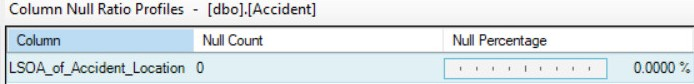 Column Null Ratio Profiles - [dbo].[Accident]
Column Null Count Null Percentage
LSOA_of_Accident_Location 0 0.0000 %